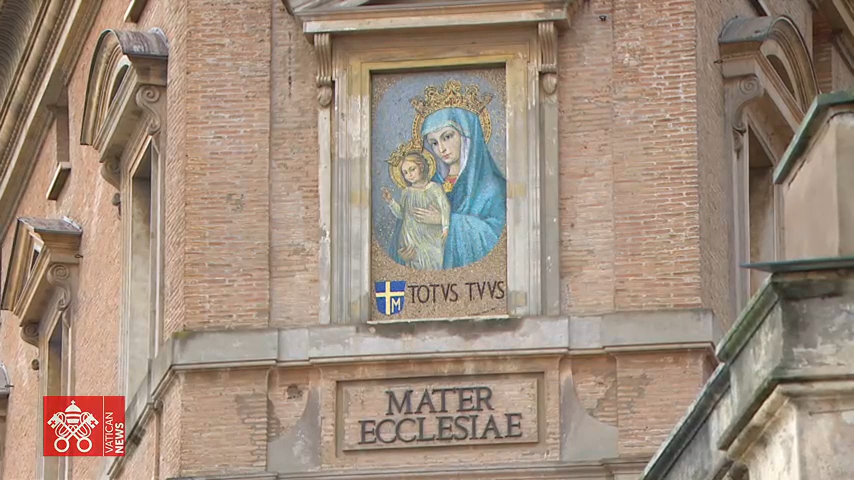 TOTVS TVVS
M
MATER
ECCLESIAE
VATICAN
NEWS